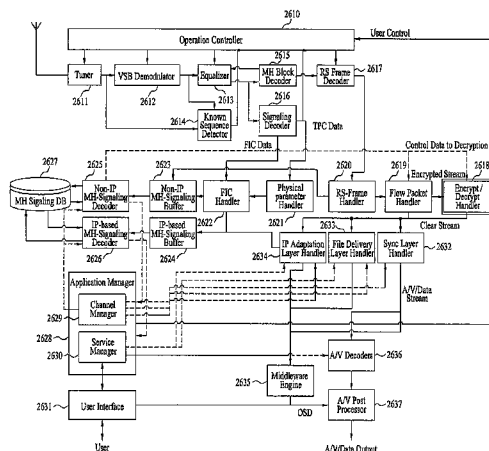 2610
Operation Controller
User Control
Tuner
2611
VSB Demodulator
2612
Equalizer
2613
2615
MH Block
Decoder
RS Frame
Decoder
2617
2614
Known
Sequence
Detector
2616
Signaling
Decoder
TPC Data
FIC Data
Control Data to Decryption
2627
MH Signaling DB
2625
Non-IP
MH-Signaling
Decoder
2623
Non-IP
MH-Signaling
Buffer
FIC
Handler
2622
Physical
parameter
Handler
2621
2620
RS-Frame
Handler
2619
Flow Packet
Handler
Encrypted Stream
2618
Enerypt /
Decrypt
Handler
IP-based
MH-Signaling
Decoder
2626
IP-based
MH-Signaling
Buffer
2624
Clear Stream
2634
IP Adaptation
Layer Handler
2633
File Delivery
Layer Handler
Sync Layer
Handler
2632
A/V/Data
Stream
Application Manager
2628
Channel
Manager
2629
Service
Manager
2630
2631
User Interface
User
2635
Middleware
Engine
OSD
A/V Decoders
2636
A/V Post
Processor
2637
A/V/Data Output